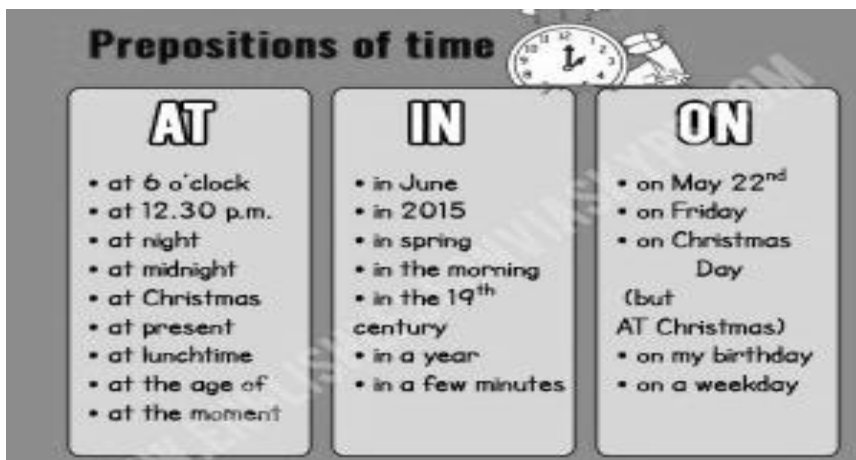 Prepositions of time
AT
• at 6 o'clock
• at 12.30 p.m.
• at night
• at midnight
• at Christmas
• at present
• at lunchtime
• at the age of
• at the moment
IN
• in June
• in 2015
• in spring
• in the morning
• in the 19th
century
• in a year
• in a few minutes
ON
• on May 22nd
• on Friday
• on Christmas
Day
(but
AT Christmas)
• on my birthday
• on a weekday